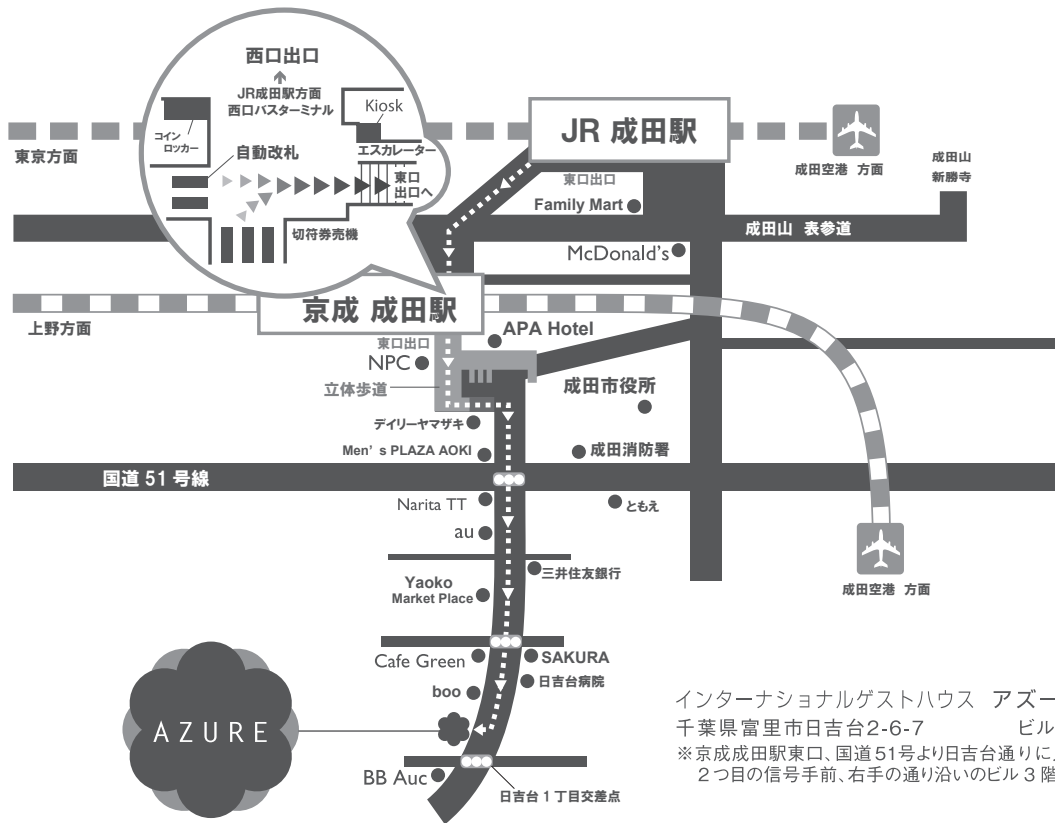 西口出口
JR成田駅方面
西口バスターミナル
Kiosk
コイン
ロッカー
エスカレーター
自動改札
東口
出口へ
切符券売機
東京方面
JR 成田駅
成田空港 方面
成田山
新勝寺
東口出口
Family Mart
成田山 表参道
McDonald's
京成 成田駅
上野方面
APA Hotel
東口出口
NPC
立体歩道
成田市役所
デイリーヤマザキ
Men's PLAZA AOKI
成田消防署
国道 51 号線
Narita TT
ともえ
au
三井住友銀行
成田空港 方面
Yaoko
Market Place
Cafe Green
SAKURA
日吉台病院
boo
AZURE
BB Auc
日吉台 1 丁目交差点
インターナショナルゲストハウス アズー
千葉県富里市日吉台2-6-7 ビル
※京成成田駅東口、国道51号より日吉台通りに
2つ目の信号手前、右手の通り沿いのビル 3 階